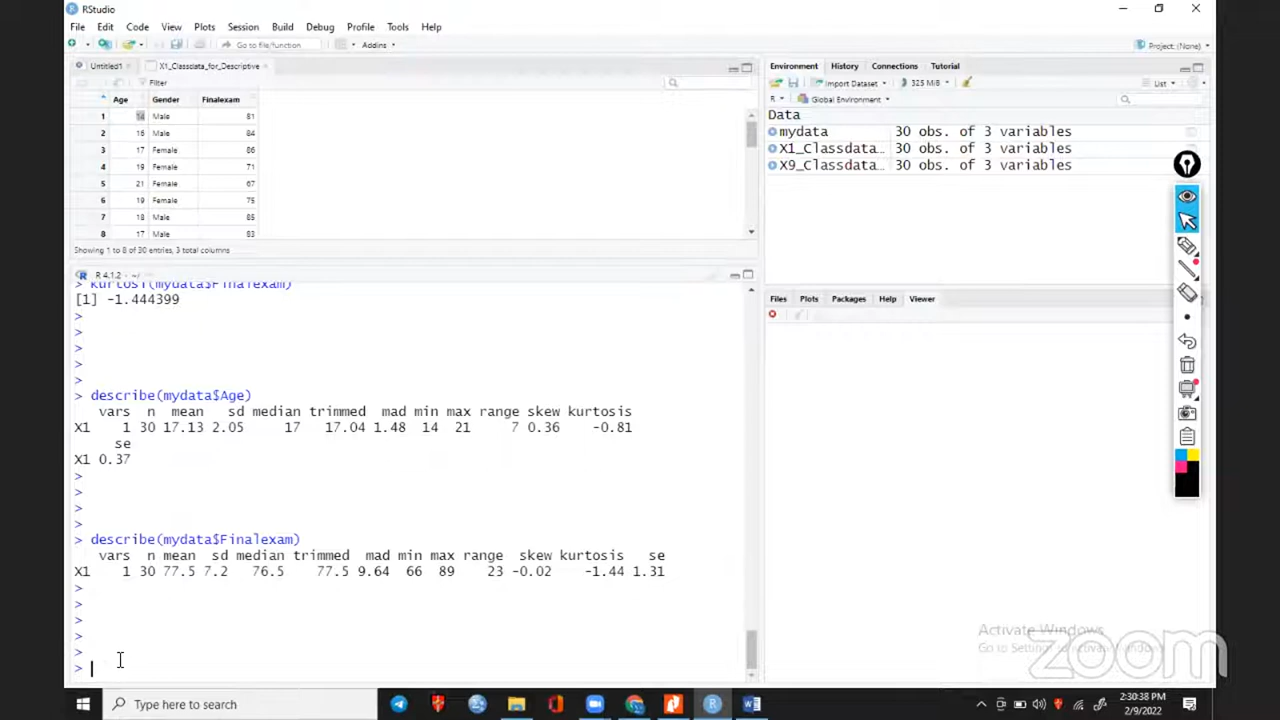 RStudio
File Edit Code View Plots Session Build Debug Profile Tools Help
Go to file/function Addins Project: (None)
Untitled1 X1_Classdata_for_Descriptive
Filter
Age Gender Finalexam
1 14 Male 81
2 16 Male 84
3 17 Female 86
4 19 Female 71
5 21 Female 67
6 19 Female 75
7 18 Male 85
8 17 Male 83
Showing 1 to 8 of 30 entries, 3 total columns
R 4.1.2 · ~/
> kurtosi(mydata$Finalexam)
[1] -1.444399
>
>
>
>
>
> describe(mydata$Age)
vars n mean sd median trimmed mad min max range skew kurtosis
X1 1 30 17.13 2.05 17 17.04 1.48 14 21 7 0.36 -0.81
se
X1 0.37
>
>
>
>
> describe(mydata$Finalexam)
vars n mean sd median trimmed mad min max range skew kurtosis se
X1 1 30 77.5 7.2 76.5 77.5 9.64 66 89 23 -0.02 -1.44 1.31
>
>
>
>
>
>
Environment History Connections Tutorial
Import Dataset 325 MiB List
R Global Environment
Data
mydata 30 obs. of 3 variables
X1_Classdata… 30 obs. of 3 variables
X9_Classdata… 30 obs. of 3 variables
Files Plots Packages Help Viewer
Activate Windows
Go to Settings to activate Windows.
zoom
Type here to search
2:30:38 PM
2/9/2022